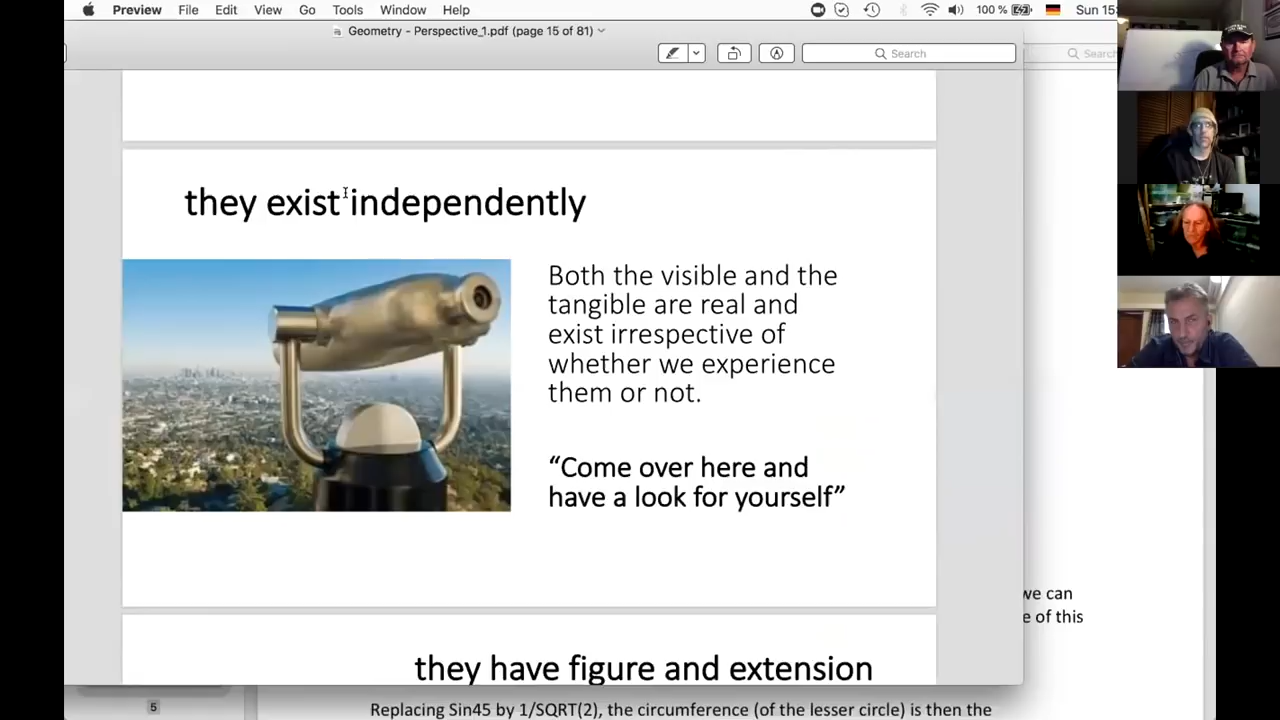 Preview File Edit View Go Tools Window Help
100 % Sun 15:
Geometry - Perspective_1.pdf (page 15 of 81)
Search
Search
they exist independently
Both the visible and the
tangible are real and
exist irrespective of
whether we experience
them or not.
“Come over here and
have a look for yourself”
we can
e of this
they have figure and extension
5
Replacing Sin45 by 1/SQRT(2), the circumference (of the lesser circle) is then the